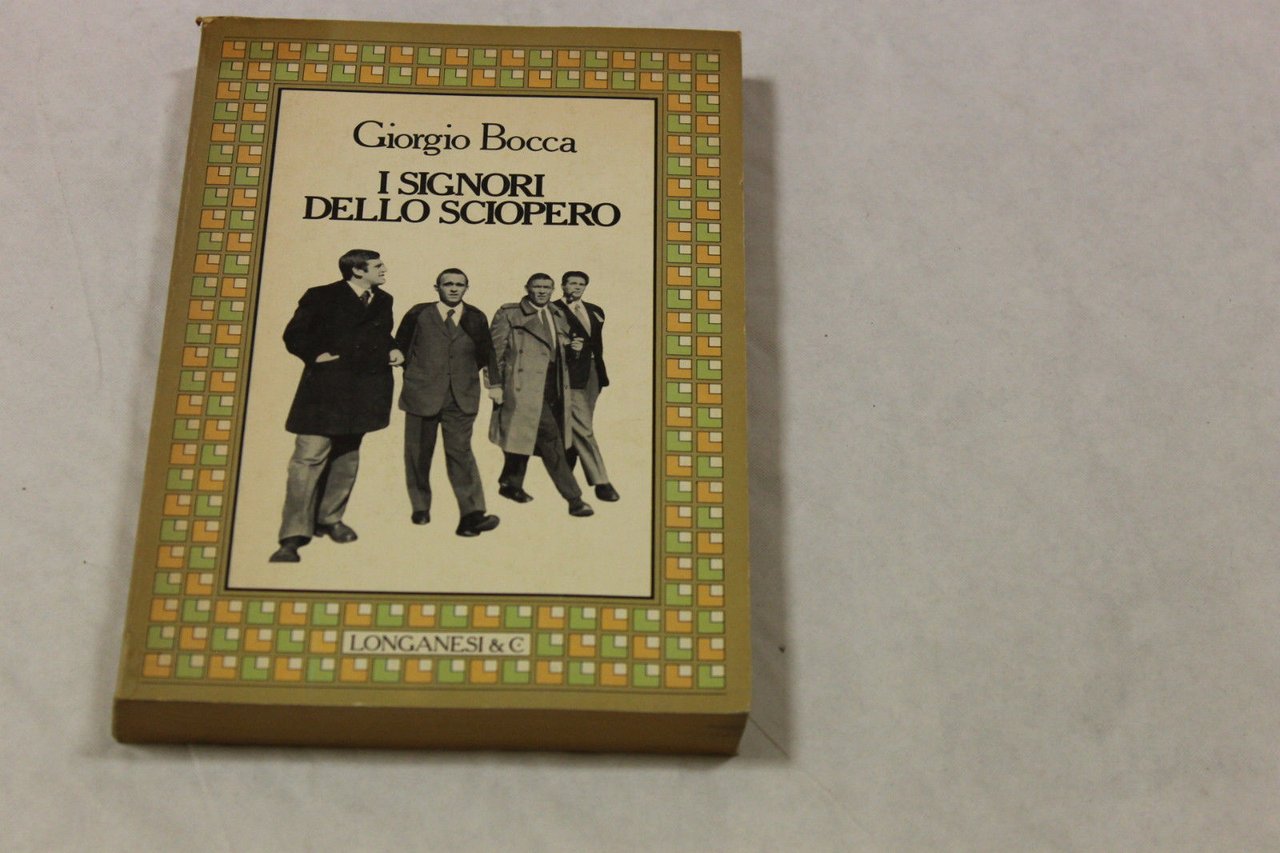 Giorgio Bocca
I SIGNORI
DELLO SCIOPERO
LONGANESI & C.